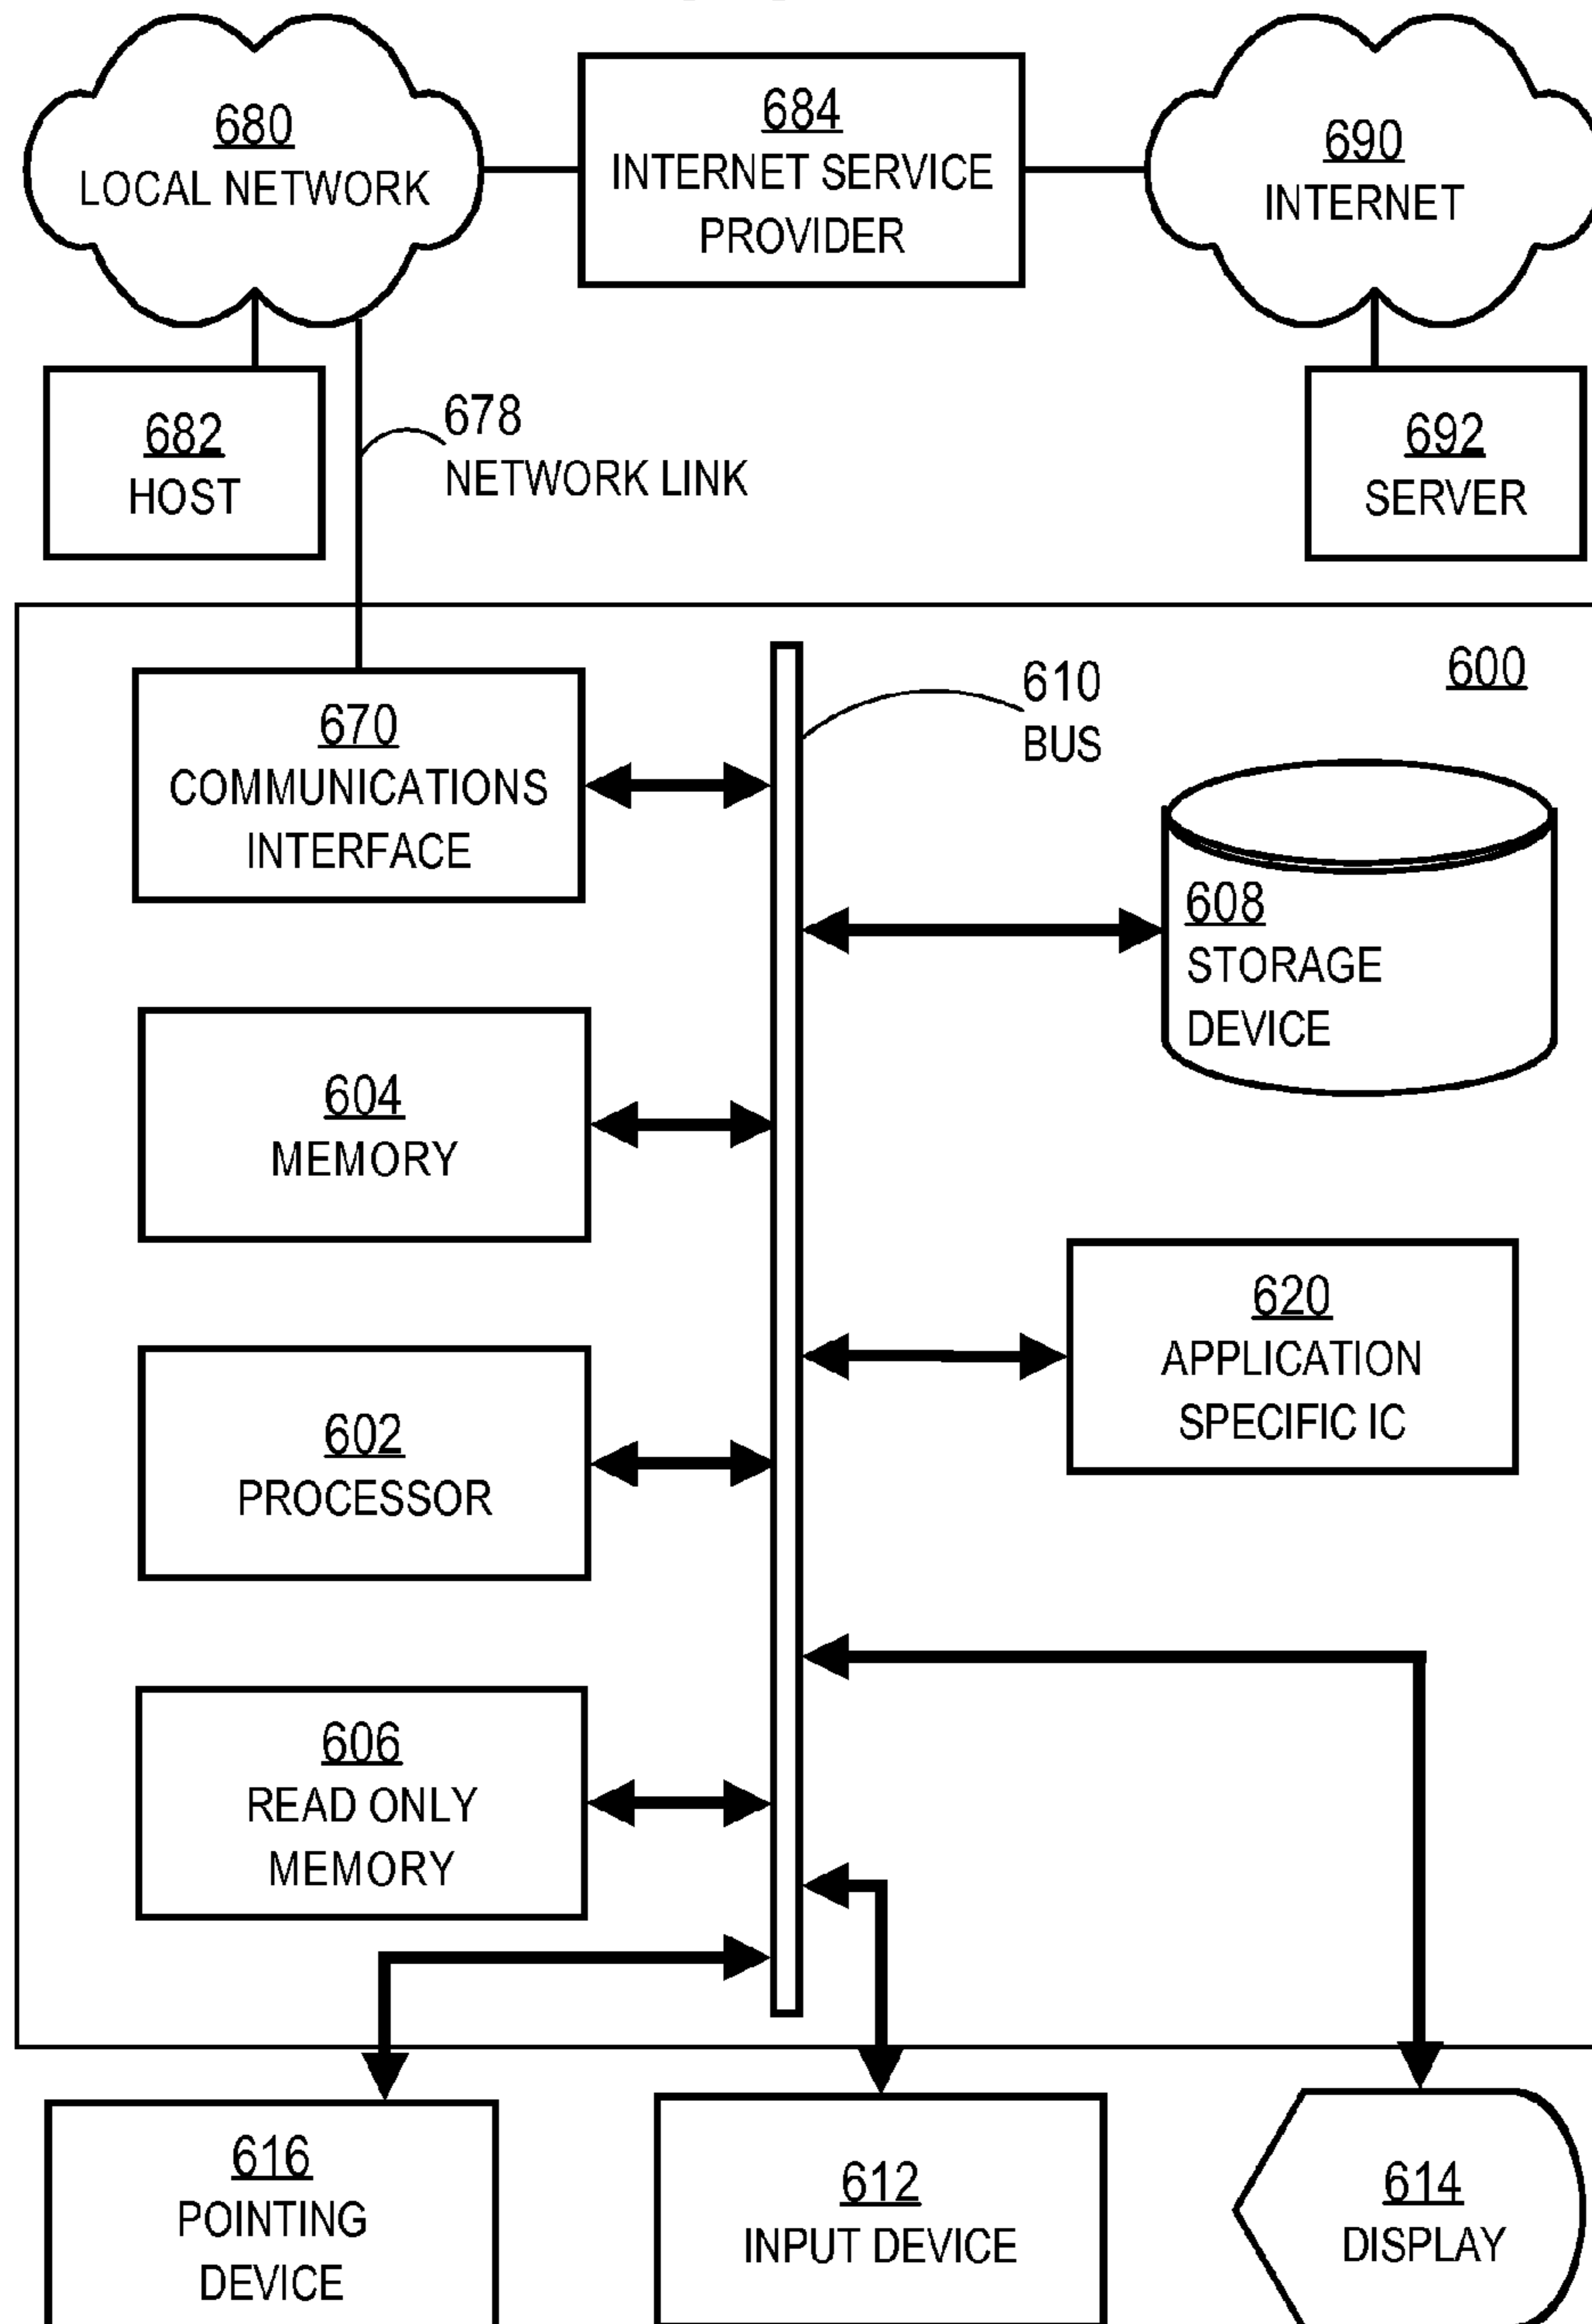 680
LOCAL NETWORK
684
INTERNET SERVICE
PROVIDER
690
INTERNET
682
HOST
678
NETWORK LINK
692
SERVER
600
670
COMMUNICATIONS
INTERFACE
610
BUS
608
STORAGE
DEVICE
604
MEMORY
620
APPLICATION
SPECIFIC IC
602
PROCESSOR
606
READ ONLY
MEMORY
616
POINTING
DEVICE
612
INPUT DEVICE
614
DISPLAY